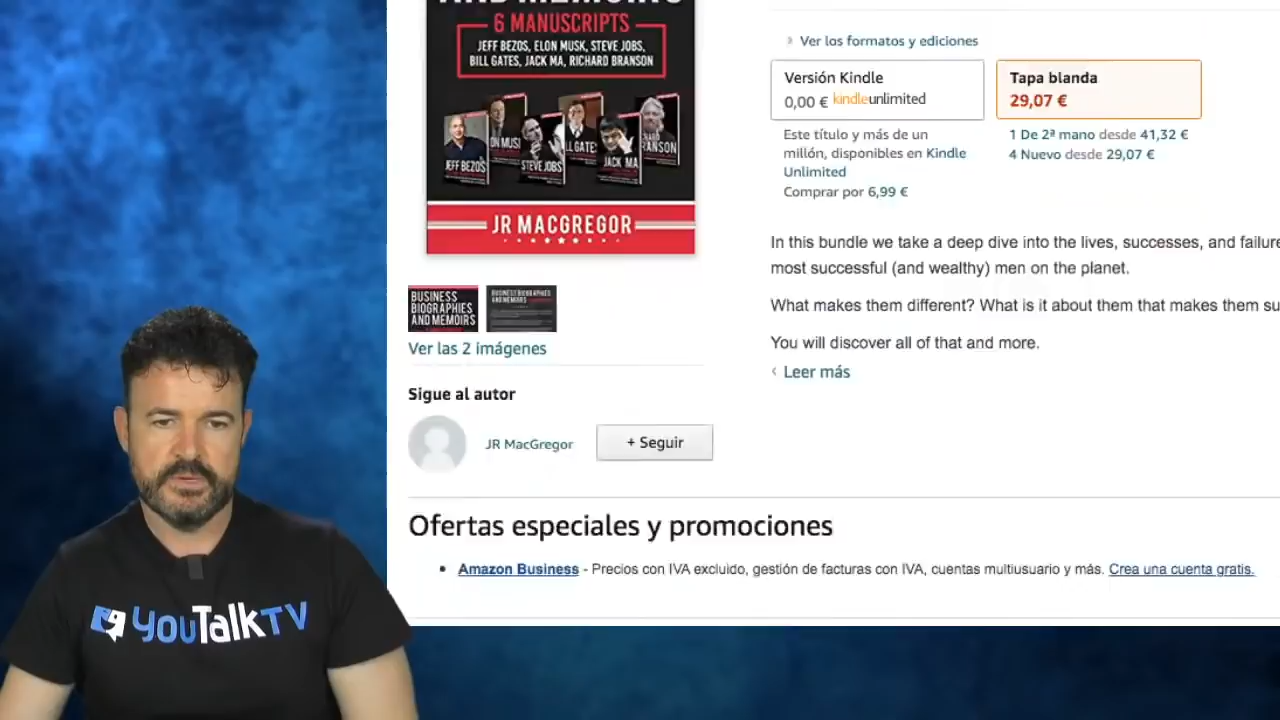 6 MANUSCRIPTS
JEFF BEZOS, ELON MUSK, STEVE JOBS,
BILL GATES, JACK MA, RICHARD BRANSON
JEFF BEZOS
STEVE JOBS
JACK MA
JR MACGREGOR
BUSINESS
BIOGRAPHIES
AND MEMOIRS
BUSINESS BIOGRAPHIES
AND MEMOIRS
Ver las 2 imágenes
Sigue al autor
JR MacGregor
+ Seguir
Ver los formatos y ediciones
Versión Kindle
0,00 € kindleunlimited
Este título y más de un
millón, disponibles en Kindle
Unlimited
Comprar por 6,99 €
Tapa blanda
29,07 €
1 De 2ª mano desde 41,32 €
4 Nuevo desde 29,07 €
In this bundle we take a deep dive into the lives, successes, and failure
most successful (and wealthy) men on the planet.
What makes them different? What is it about them that makes them su
You will discover all of that and more.
Leer más
Ofertas especiales y promociones
• Amazon Business - Precios con IVA excluido, gestión de facturas con IVA, cuentas multiusuario y más. Crea una cuenta gratis.
YouTalkTV